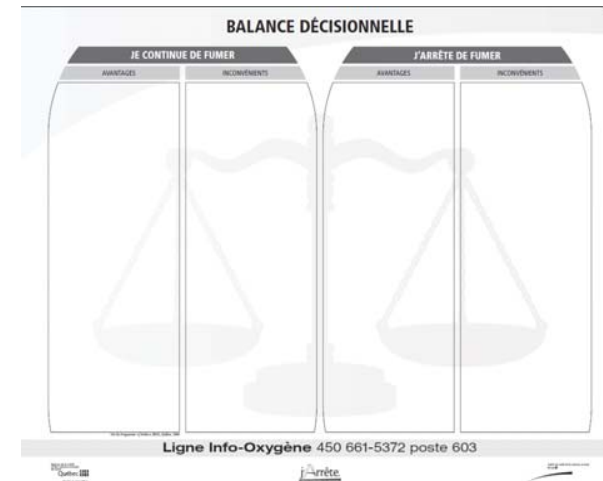 BALANCE DÉCISIONNELLE
JE CONTINUE DE FUMER
J'ARRÊTE DE FUMER
AVANTAGES
INCONVÉNIENTS
AVANTAGES
INCONVÉNIENTS
Ligne Info-Oxygène 450 661-5372 poste 603
Québec
j'Arrête